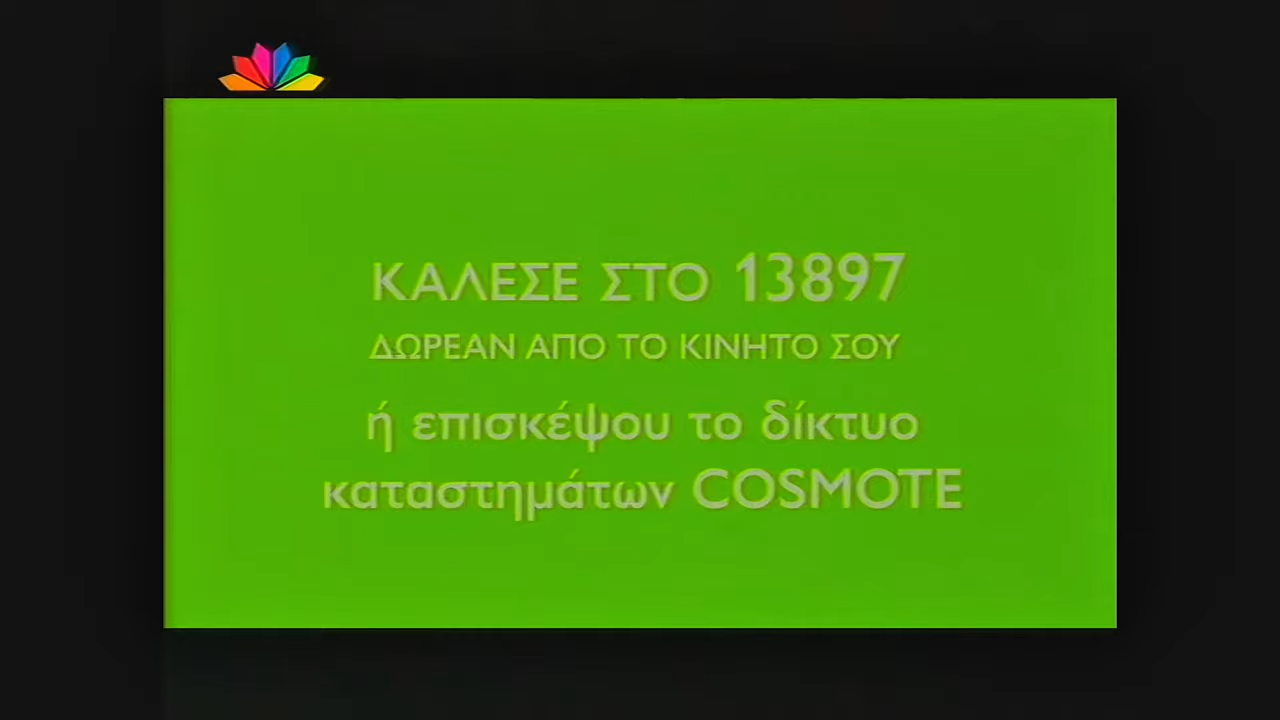 ΚΑΛΕΣΕ ΣΤΟ 13897
ΔΩΡΕΑΝ ΑΠΟ ΤΟ ΚΙΝΗΤΟ ΣΟΥ
ή επισκέψου το δίκτυο
καταστημάτων COSMOTE